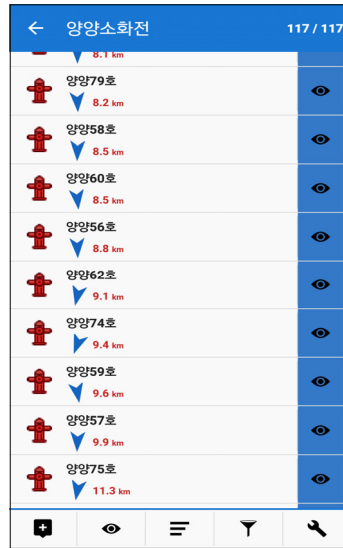 양양소화전 117 / 117
8.1 km
양양79호
8.2 km
양양58호
8.5 km
양양60호
8.5 km
양양56호
8.8 km
양양62호
9.1 km
양양74호
9.4 km
양양59호
9.6 km
양양57호
9.9 km
양양75호
11.3 km